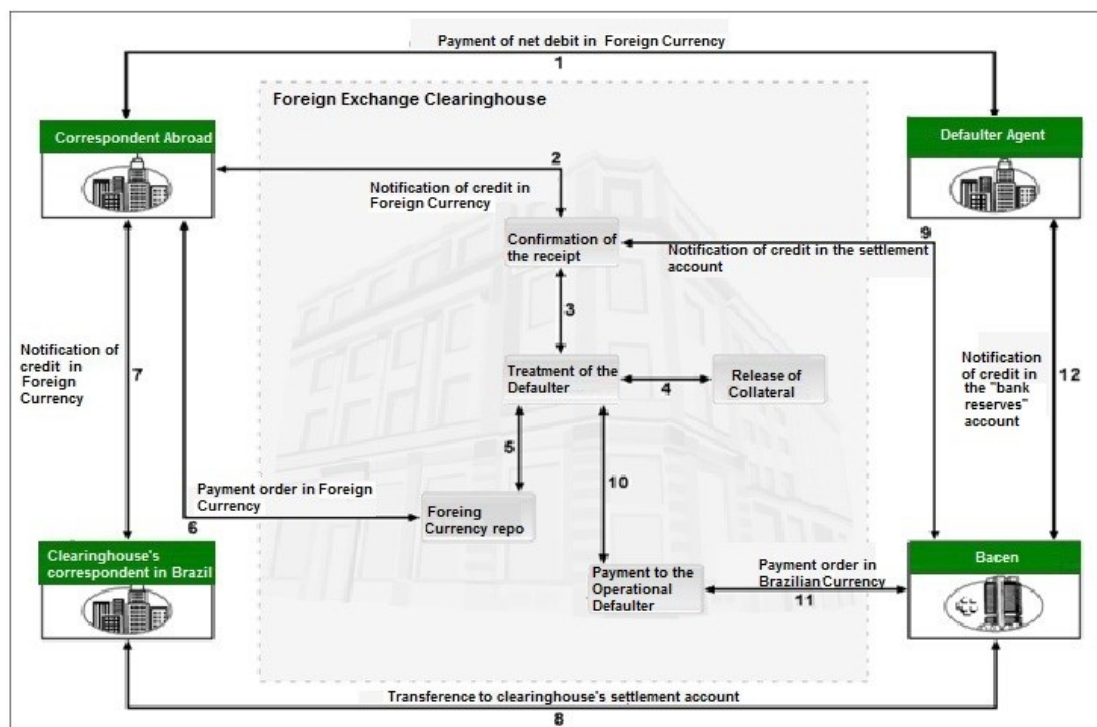 Payment of net debit in Foreign Currency
1
Foreign Exchange Clearinghouse
Correspondent Abroad
Defaulter Agent
2
Notification of credit in
Foreign Currency
Confirmation of
the receipt
9
Notification of credit in the settlement
account
3
Notification of
credit in
Foreign
Currency
7
Treatment of the
Defaulter
4
Release of
Collateral
Notification
of credit in
the "bank
reserves"
account
12
5
10
Payment order in Foreign
Currency
6
Foreing
Currency repo
Clearinghouse's
correspondent in Brazil
Payment to the
Operational
Defaulter
Payment order in
Brazilian Currency
11
Bacen
Transference to clearinghouse's settlement account
8